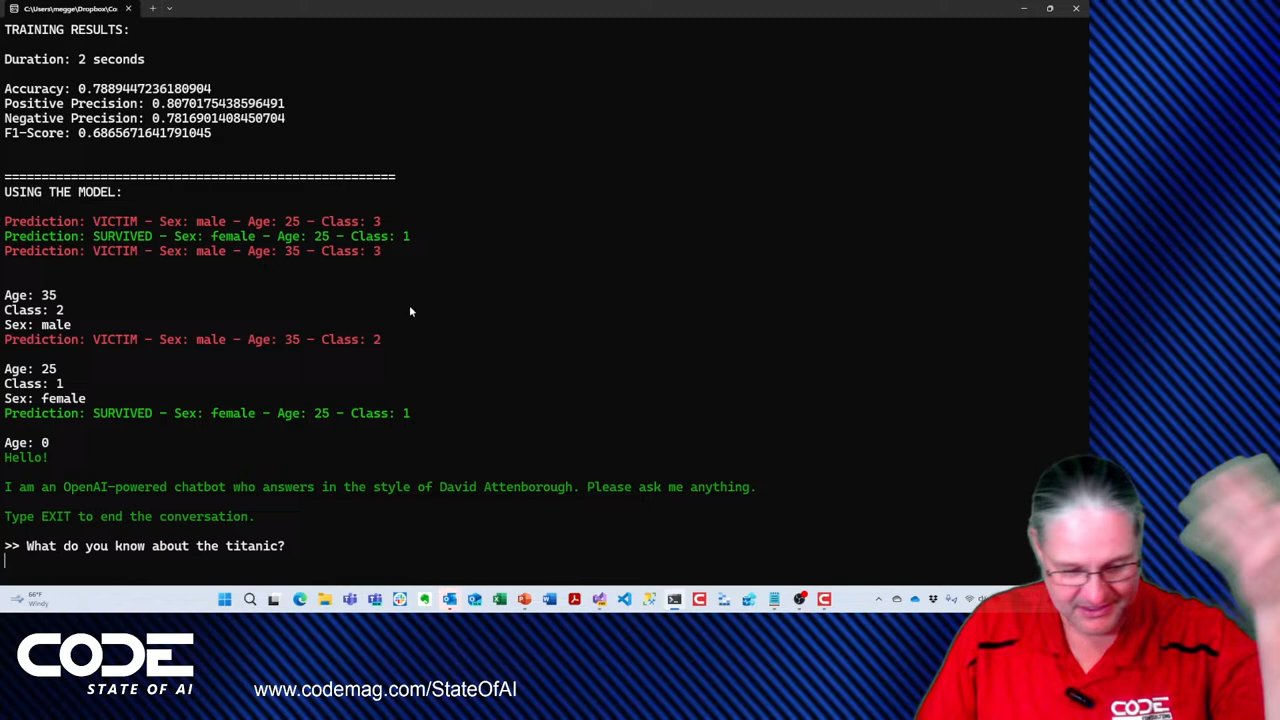 C:\Users\megge\Dropbox\Co
TRAINING RESULTS:
Duration: 2 seconds
Accuracy: 0.7889447236180904
Positive Precision: 0.8070175438596491
Negative Precision: 0.7816901408450704
F1-Score: 0.6865671641791045
=====================================================
USING THE MODEL:
Prediction: VICTIM - Sex: male - Age: 25 - Class: 3
Prediction: SURVIVED - Sex: female - Age: 25 - Class: 1
Prediction: VICTIM - Sex: male - Age: 35 - Class: 3
Age: 35
Class: 2
Sex: male
Prediction: VICTIM - Sex: male - Age: 35 - Class: 2
Age: 25
Class: 1
Sex: female
Prediction: SURVIVED - Sex: female - Age: 25 - Class: 1
Age: 0
Hello!
I am an OpenAI-powered chatbot who answers in the style of David Attenborough. Please ask me anything.
Type EXIT to end the conversation.
>> What do you know about the titanic?
66°F
Windy
CODE
STATE OF AI
www.codemag.com/StateOfAI
CODE